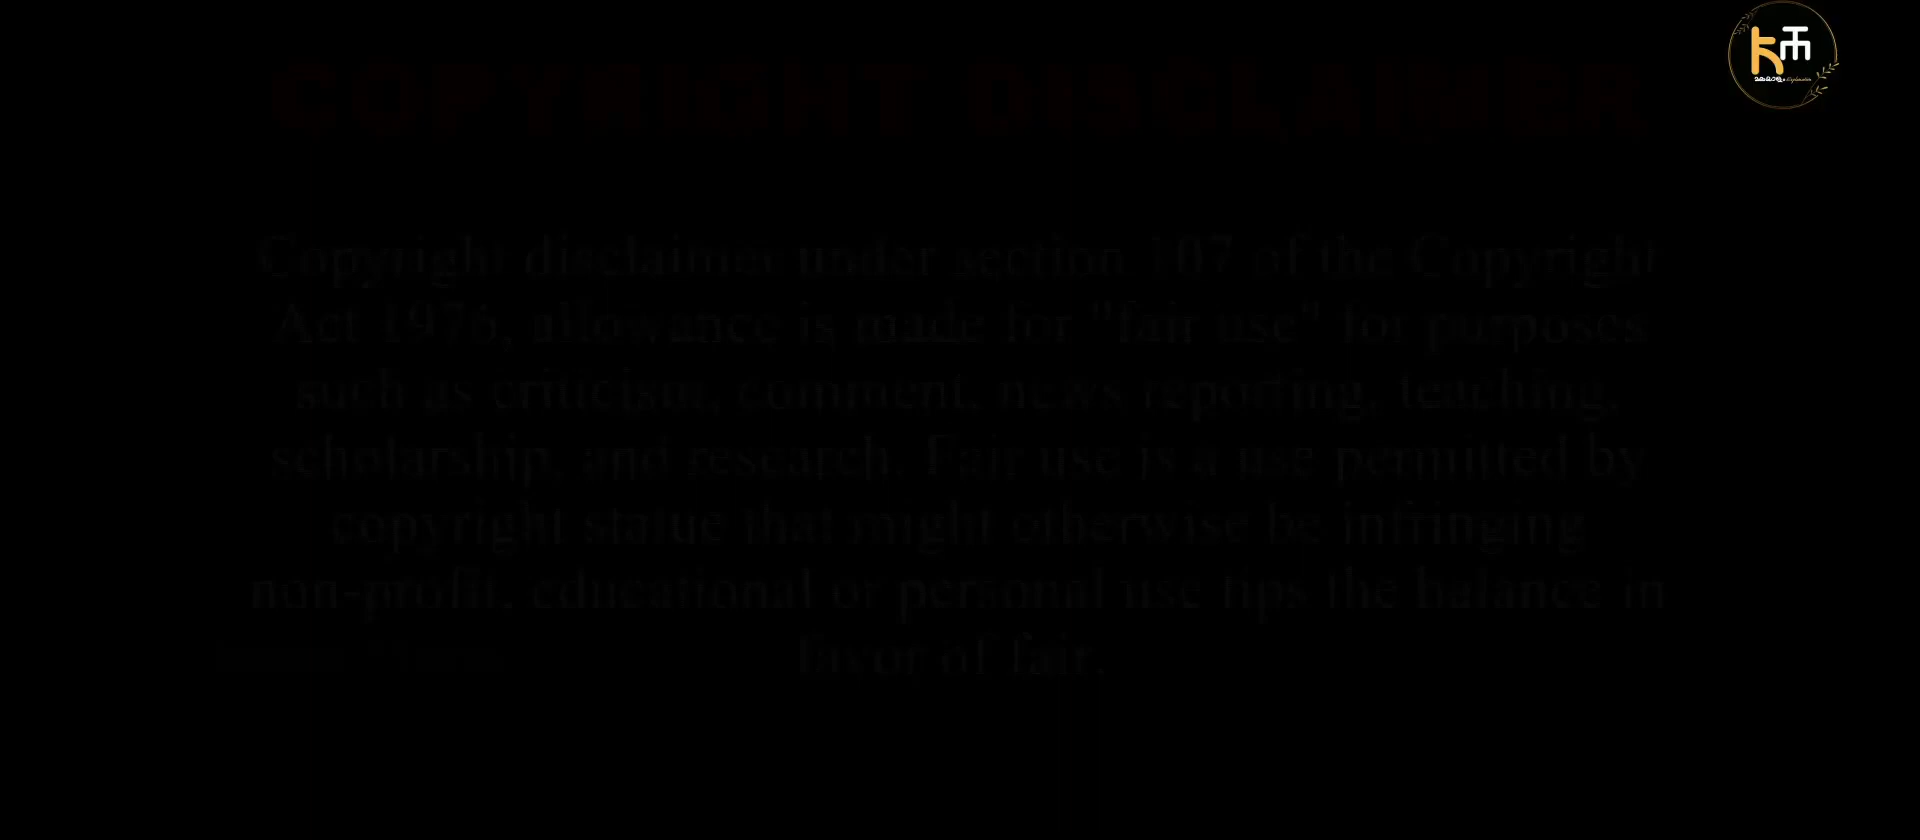 COPYRIGHT DISCLAIMER
Copyright disclaimer under section 107 of the Copyright
Act 1976, allowance is made for "fair use" for purposes
such as criticism, comment, news reporting, teaching,
scholarship, and research. Fair use is a use permitted by
copyright statue that might otherwise be infringing
non-profit, educational or personal use tips the balance in
favor of fair.